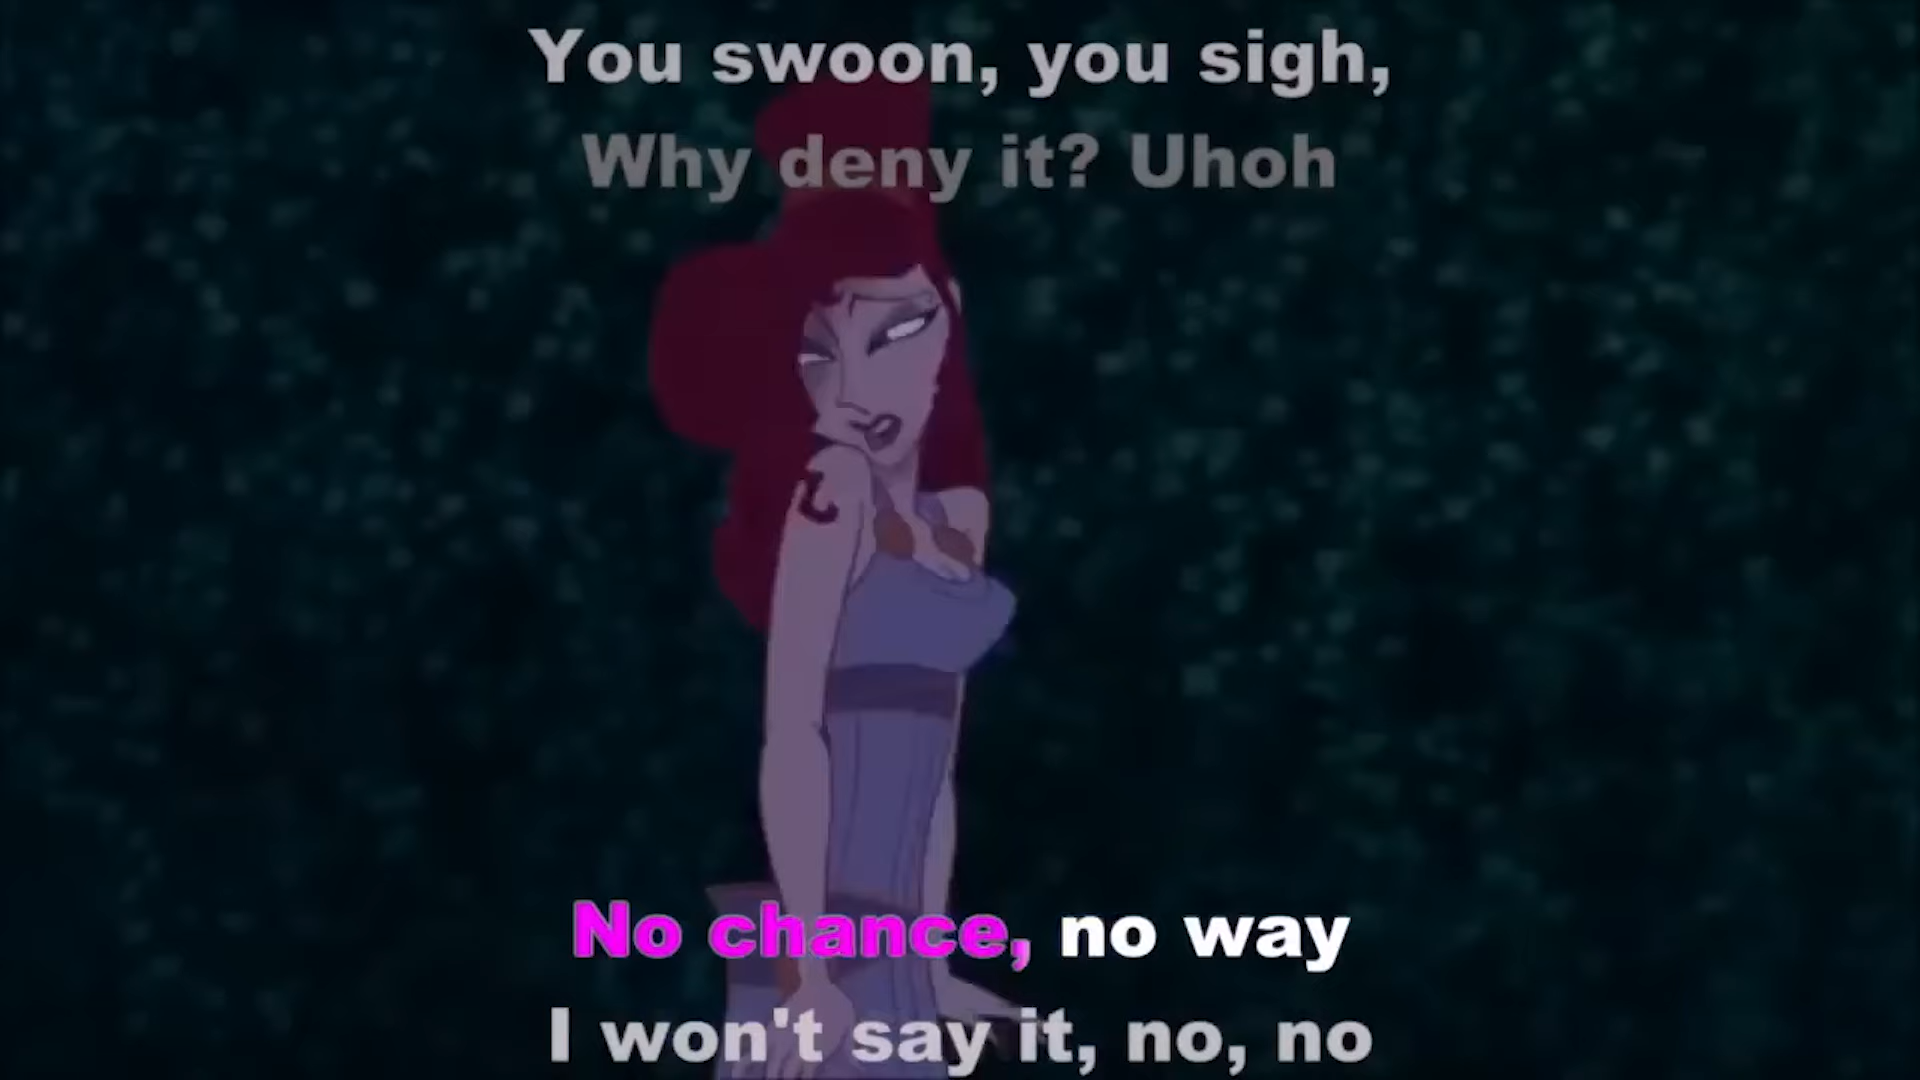 You swoon, you sigh,
Why deny it? Uhoh
No chance, no way
I won't say it, no, no